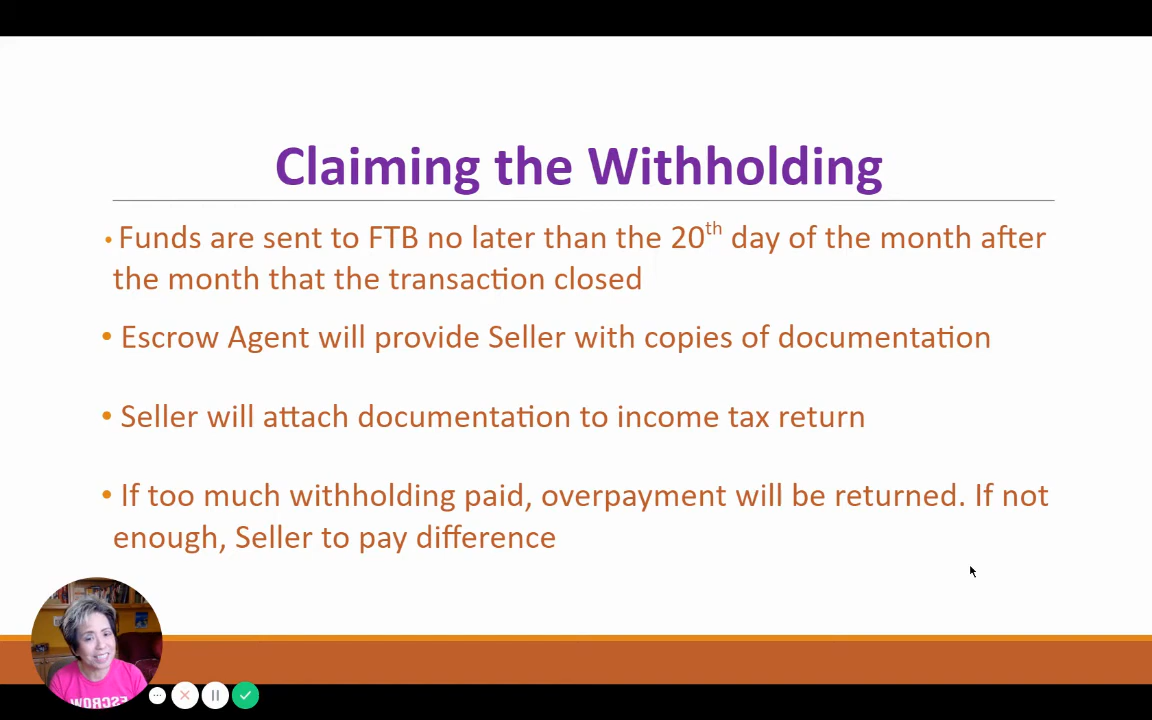 Claiming the Withholding
• Funds are sent to FTB no later than the 20th day of the month after
the month that the transaction closed
• Escrow Agent will provide Seller with copies of documentation
• Seller will attach documentation to income tax return
• If too much withholding paid, overpayment will be returned. If not
enough, Seller to pay difference
ESCROW